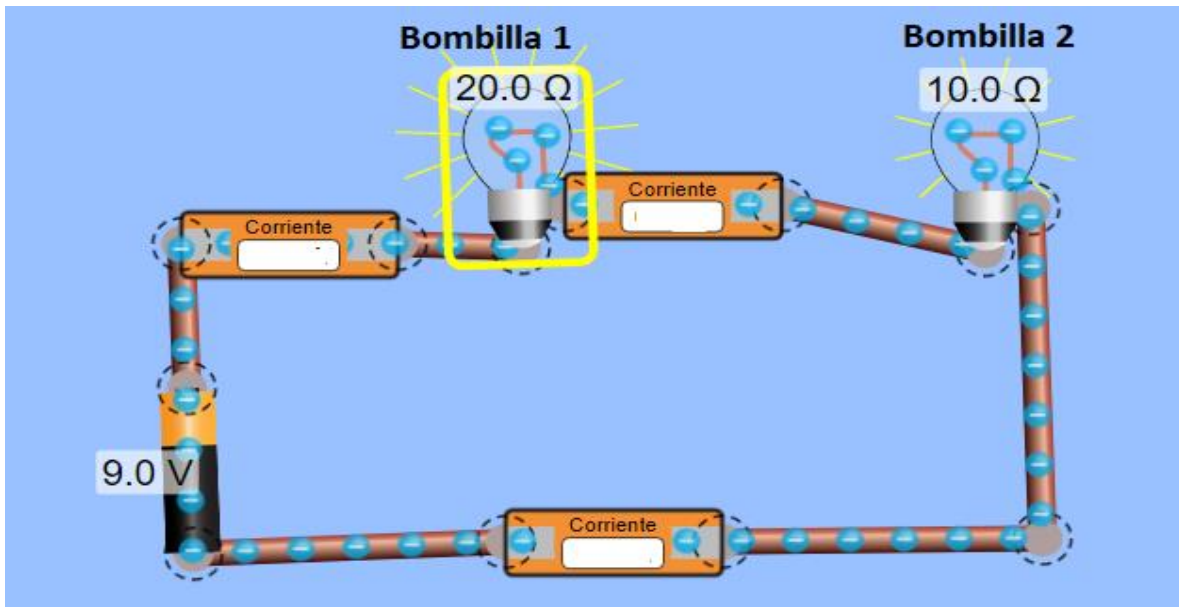 Bombilla 1
Bombilla 2
20.0 Ω
10.0 Ω
Corriente
Corriente
9.0 V
Corriente